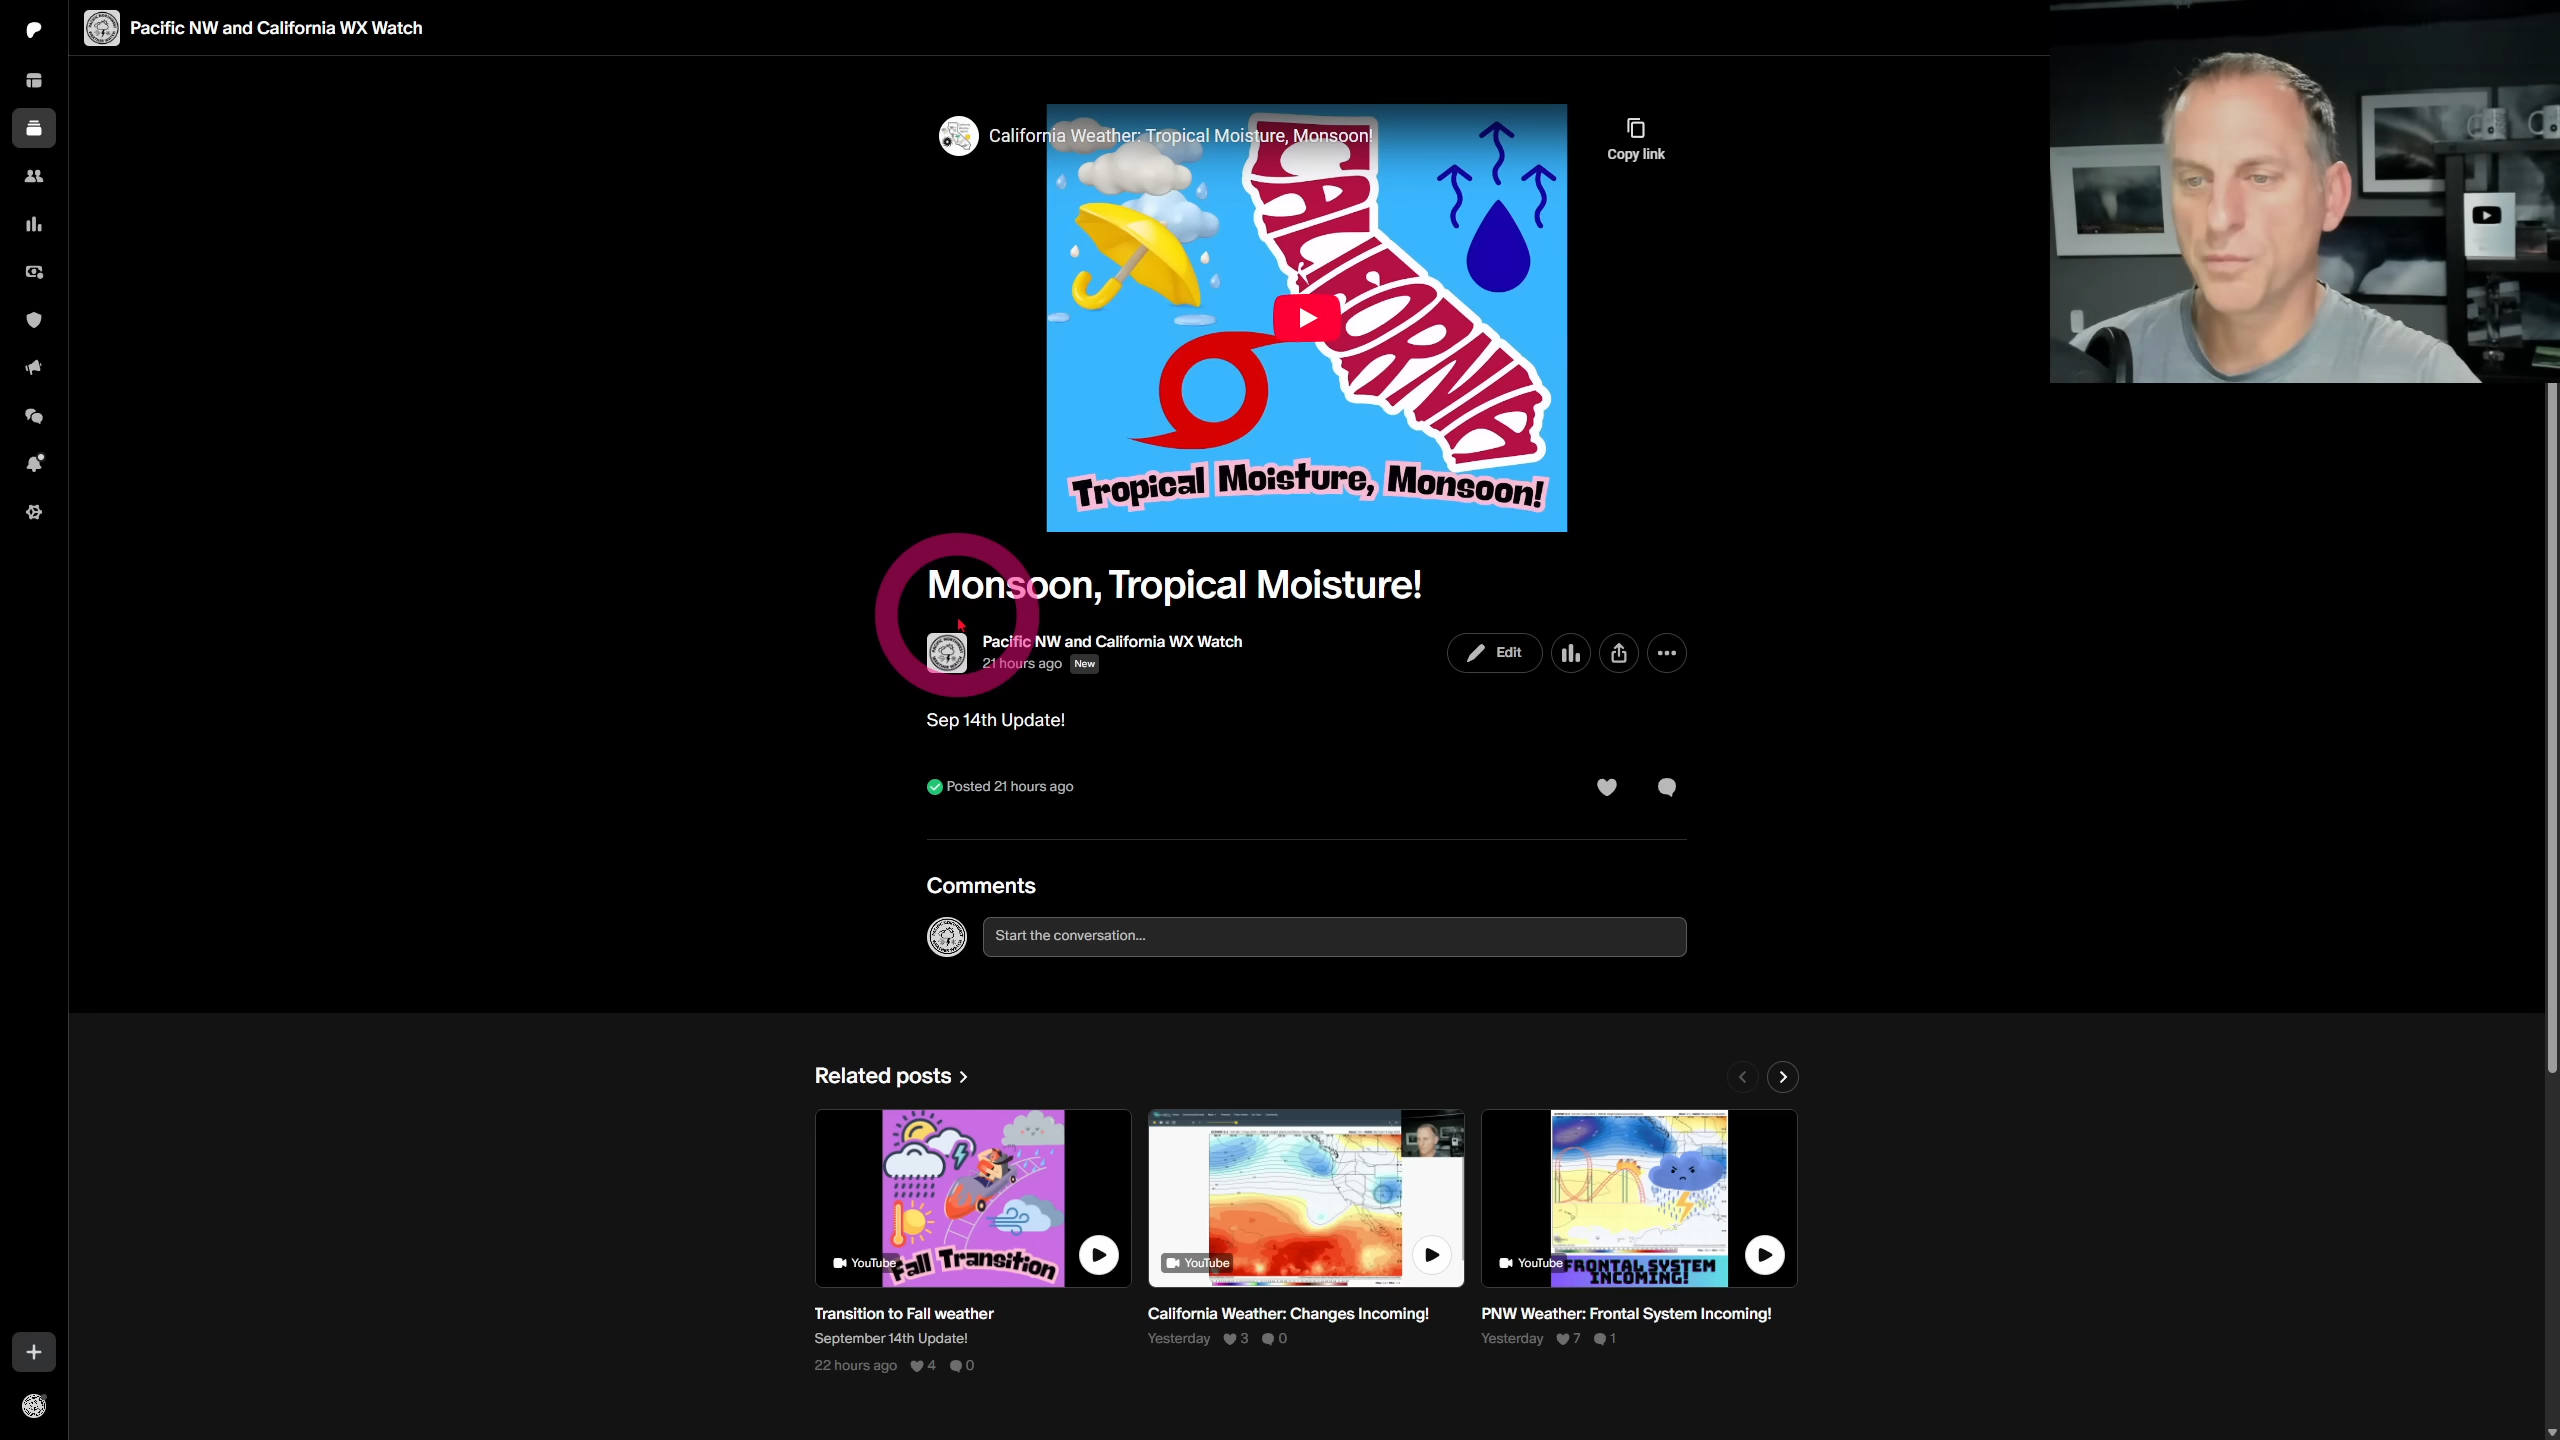 Pacific NW and California WX Watch
California Weather: Tropical Moisture, Monsoon!
Copy link
CALIFORNIA
Tropical Moisture, Monsoon!
Monsoon, Tropical Moisture!
Pacific NW and California WX Watch
21 hours ago New
Edit
Sep 14th Update!
Posted 21 hours ago
Comments
Start the conversation...
Related posts
YouTube
Fall Transition
YouTube
YouTube
FRONTAL SYSTEM
INCOMING!
Transition to Fall weather
September 14th Update!
22 hours ago 4 0
California Weather: Changes Incoming!
Yesterday 3 0
PNW Weather: Frontal System Incoming!
Yesterday 7 1